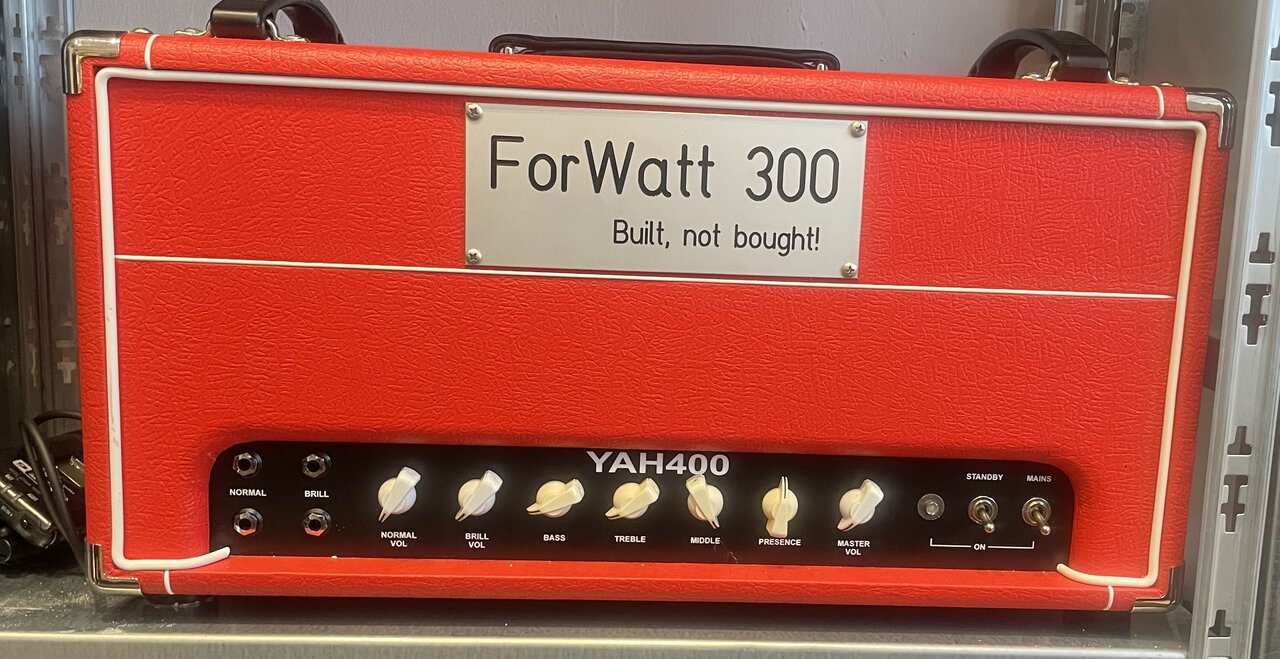 ForWatt 300
Built, not bought!
YAH400
NORMAL
BRILL
NORMAL
VOL
BRILL
VOL
BASS
TREBLE
MIDDLE
PRESENCE
MASTER
VOL
STANDBY
MAINS
ON